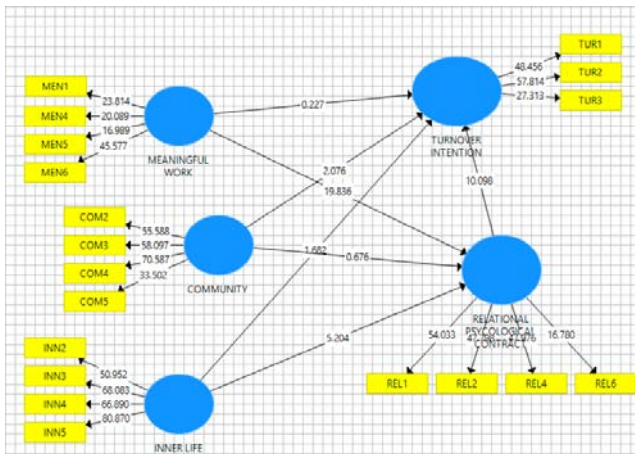 TUR1
48.456
57.814
TUR2
27.313
TUR3
TURNOVER
INTENTION
MEN1
23.814
MEN4
20.089
16.989
MEN5
45.577
MEN6
MEANINGFUL
WORK
0.227
2.076
19.836
10.098
COM2
55.588
COM3
58.097
70.587
COM4
33.502
COM5
COMMUNITY
1.662
0.676
RELATIONAL
PSYCOLOGICAL
CONTRACT
5.204
54.033
16.780
REL1
REL2
REL4
REL6
INN2
50.952
INN3
68.083
INN4
66.890
80.870
INN5
INNER LIFE